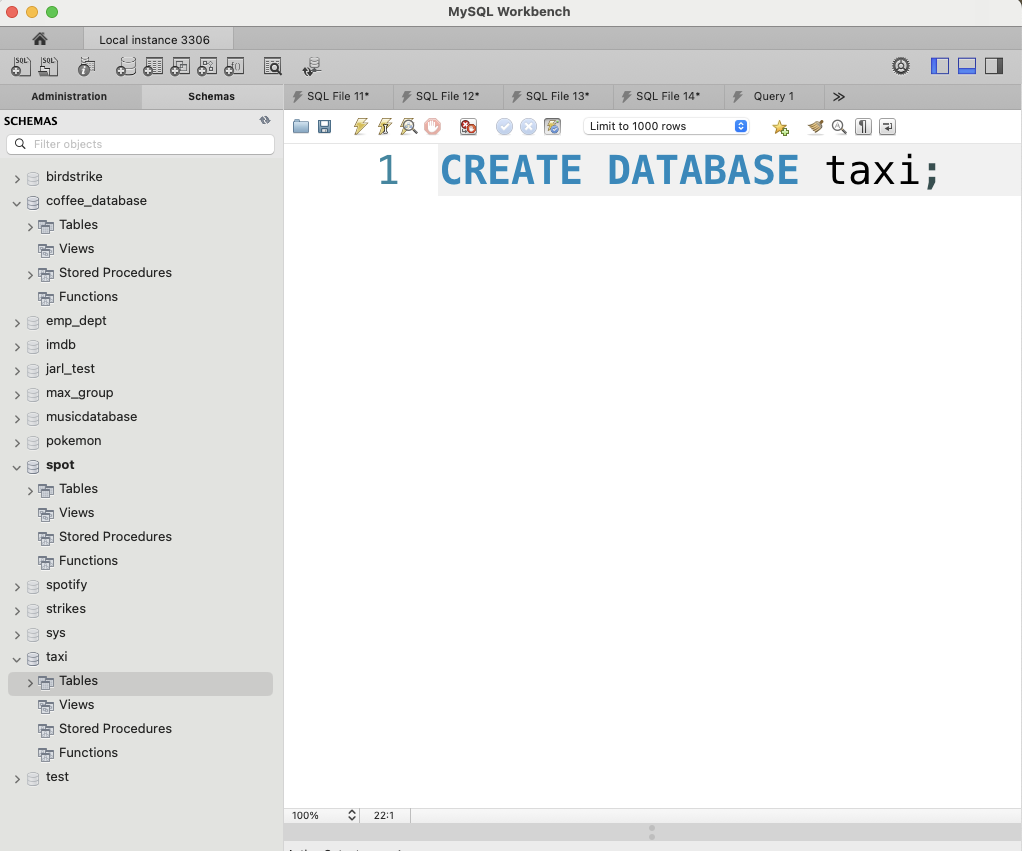 MySQL Workbench
Local instance 3306
SQL SQL
Administration Schemas SQL File 11* SQL File 12* SQL File 13* SQL File 14* Query 1
SCHEMAS
Filter objects
Limit to 1000 rows
1 CREATE DATABASE taxi;
birdstrike
coffee_database
Tables
Views
Stored Procedures
Functions
emp_dept
imdb
jarl_test
max_group
musicdatabase
pokemon
spot
Tables
Views
Stored Procedures
Functions
spotify
strikes
sys
taxi
Tables
Views
Stored Procedures
Functions
test
100% 22:1